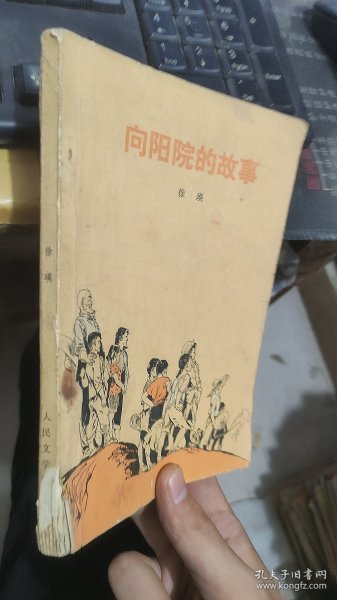 向阳院的故事
徐瑛
徐瑛
人民文学
孔夫子旧书网
www.kongfz.com